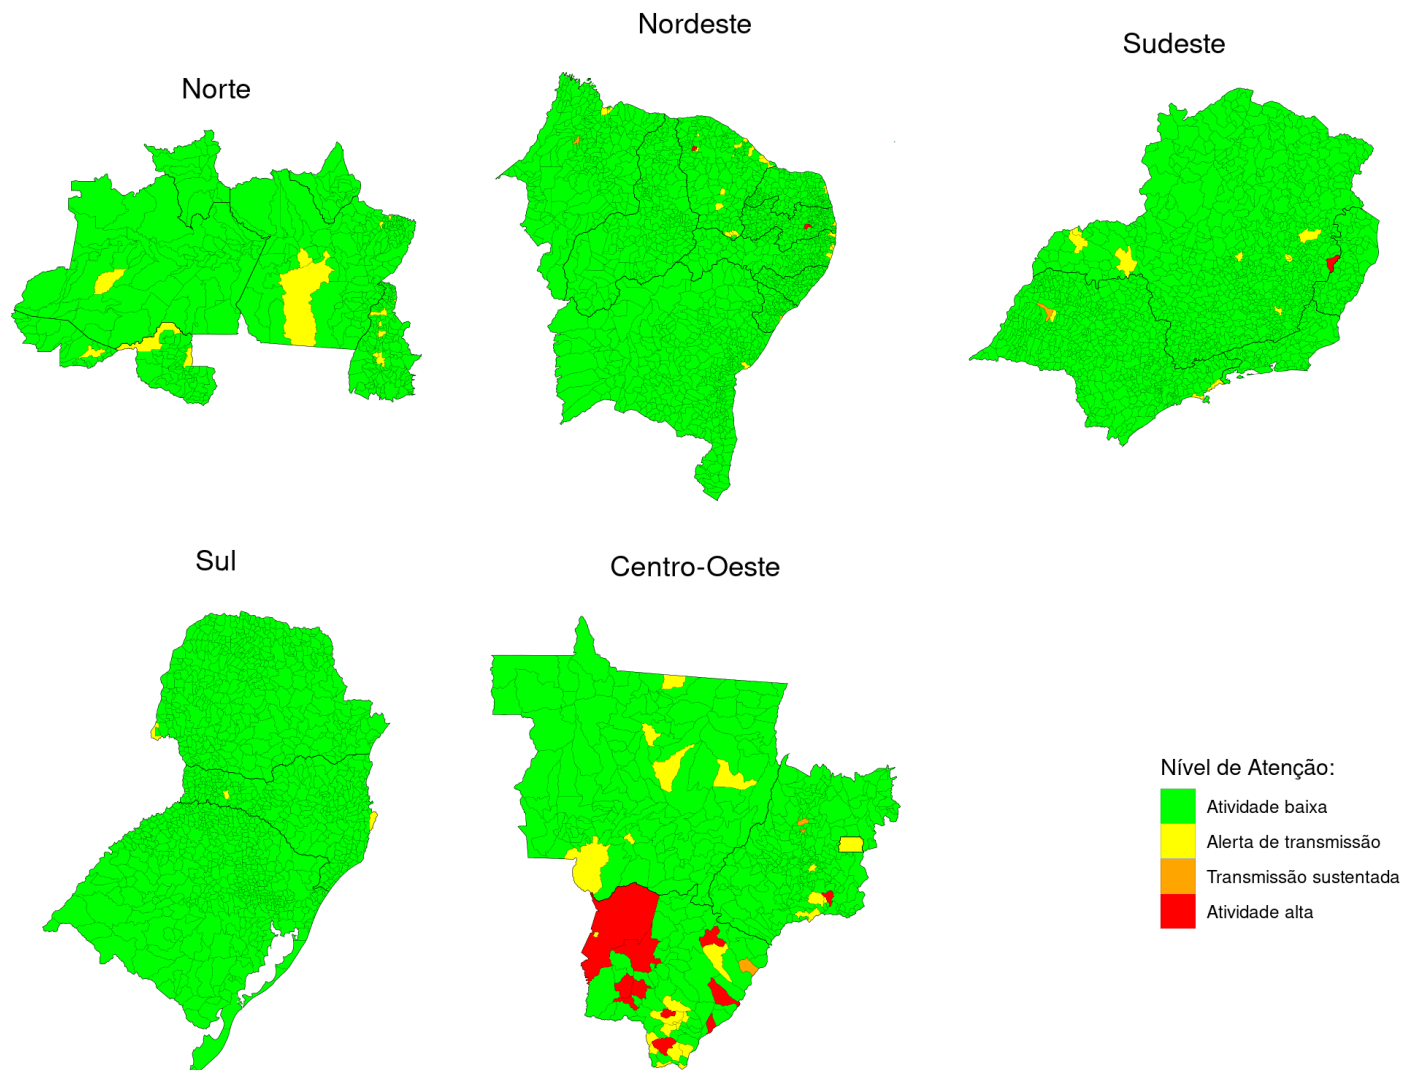 Nordeste
Sudeste
Norte
Sul
Centro-Oeste
Nível de Atenção:
Atividade baixa
Alerta de transmissão
Transmissão sustentada
Atividade alta